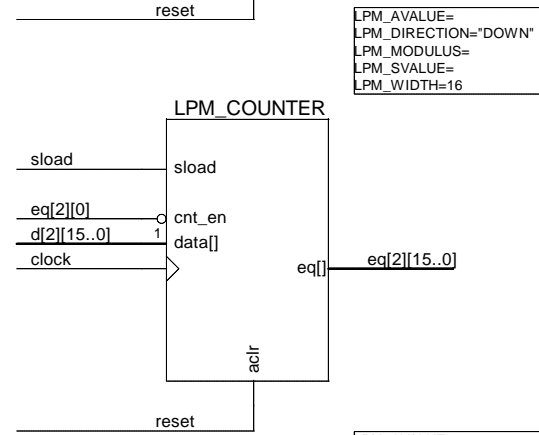 reset
LPM_AVALUE=
LPM_DIRECTION="DOWN"
LPM_MODULUS=
LPM_SVALUE=
LPM_WIDTH=16
LPM_COUNTER
sload
sload
eq[2][0]
cnt_en
d[2][15..0]
1
data[]
clock
eq[]
eq[2][15..0]
aclr
reset